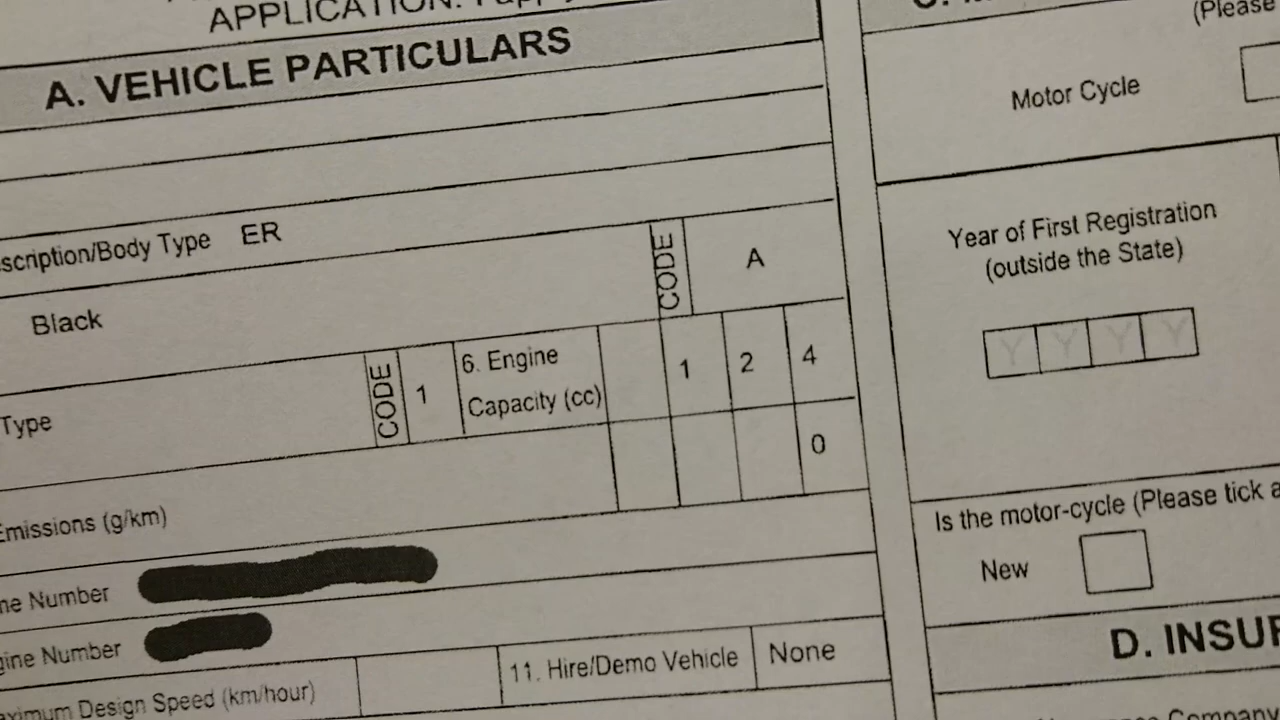 APPLICATION:
A. VEHICLE PARTICULARS
scription/Body Type ER
Black
CODE
A
Type
CODE
1
6. Engine
Capacity (cc)
1 2 4
Emissions (g/km)
0
ne Number
gine Number
aximum Design Speed (km/hour)
11. Hire/Demo Vehicle
None
(Please
Motor Cycle
Year of First Registration
(outside the State)
Y Y Y Y
Is the motor-cycle (Please tick a
New
D. INSUR
Company